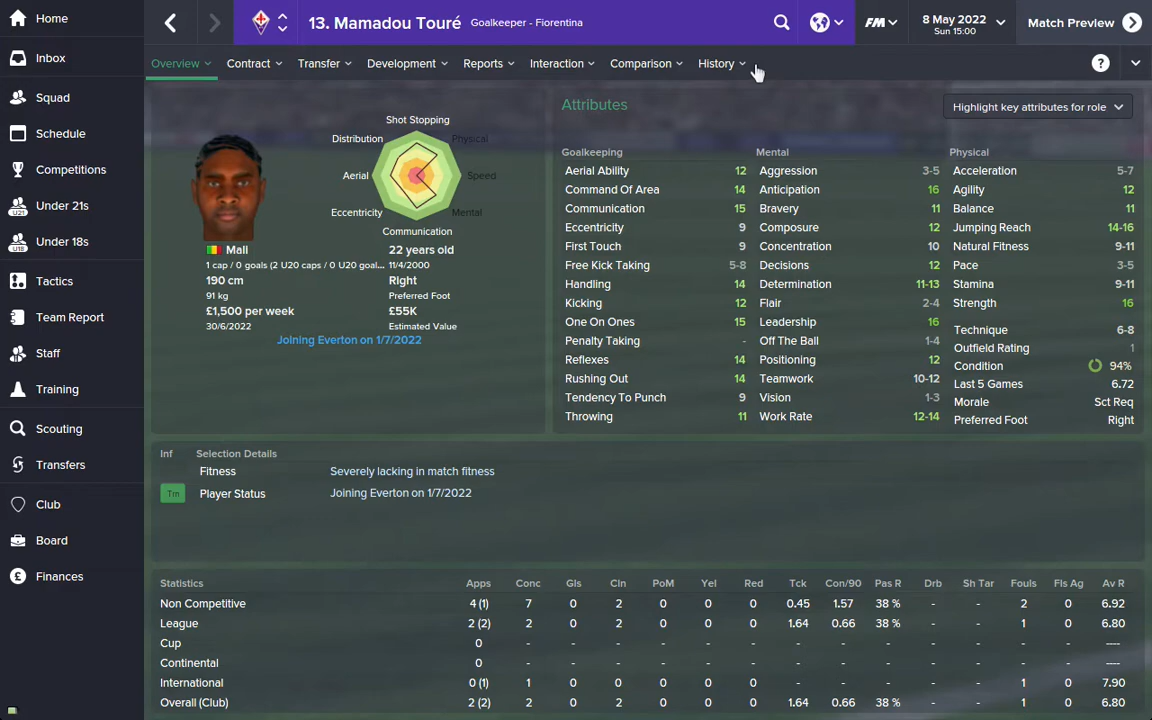 Home
Inbox
Squad
Schedule
Competitions
Under 21s
Under 18s
Tactics
Team Report
Staff
Training
Scouting
Transfers
Club
Board
Finances
U21
U18
13. Mamadou Touré Goalkeeper - Fiorentina
FM
8 May 2022
Sun 15:00
Match Preview
Overview Contract Transfer Development Reports Interaction Comparison History
?
Shot Stopping
Distribution Physical
Aerial Speed
Eccentricity Mental
Communication
Mali 22 years old
1 cap / 0 goals (2 U20 caps / 0 U20 goal... 11/4/2000
190 cm Right
91 kg Preferred Foot
£1,500 per week £55K
30/6/2022 Estimated Value
Joining Everton on 1/7/2022
Attributes
Highlight key attributes for role
Goalkeeping Mental Physical
Aerial Ability 12 Aggression 3-5 Acceleration 5-7
Command Of Area 14 Anticipation 16 Agility 12
Communication 15 Bravery 11 Balance 11
Eccentricity 9 Composure 12 Jumping Reach 14-16
First Touch 9 Concentration 10 Natural Fitness 9-11
Free Kick Taking 5-8 Decisions 12 Pace 3-5
Handling 14 Determination 11-13 Stamina 9-11
Kicking 12 Flair 2-4 Strength 16
One On Ones 15 Leadership 16 Technique 6-8
Penalty Taking - Off The Ball 1-4 Outfield Rating 1
Reflexes 14 Positioning 12 Condition 94%
Rushing Out 14 Teamwork 10-12 Last 5 Games 6.72
Tendency To Punch 9 Vision 1-3 Morale Sct Req
Throwing 11 Work Rate 12-14 Preferred Foot Right
Inf Selection Details
Fitness Severely lacking in match fitness
Trn Player Status Joining Everton on 1/7/2022
Statistics Apps Conc Gls Cln PoM Yel Red Tck Con/90 Pas R Drb Sh Tar Fouls Fls Ag Av R
Non Competitive 4 (1) 7 0 2 0 0 0 0.45 1.57 38 % - - 2 0 6.92
League 2 (2) 2 0 2 0 0 0 1.64 0.66 38 % - - 1 0 6.80
Cup 0 - - - - - - - - - - - - - ----
Continental 0 - - - - - - - - - - - - - ----
International 0 (1) 1 0 0 0 0 0 - - - - - 1 0 7.90
Overall (Club) 2 (2) 2 0 2 0 0 0 1.64 0.66 38 % - - 1 0 6.80